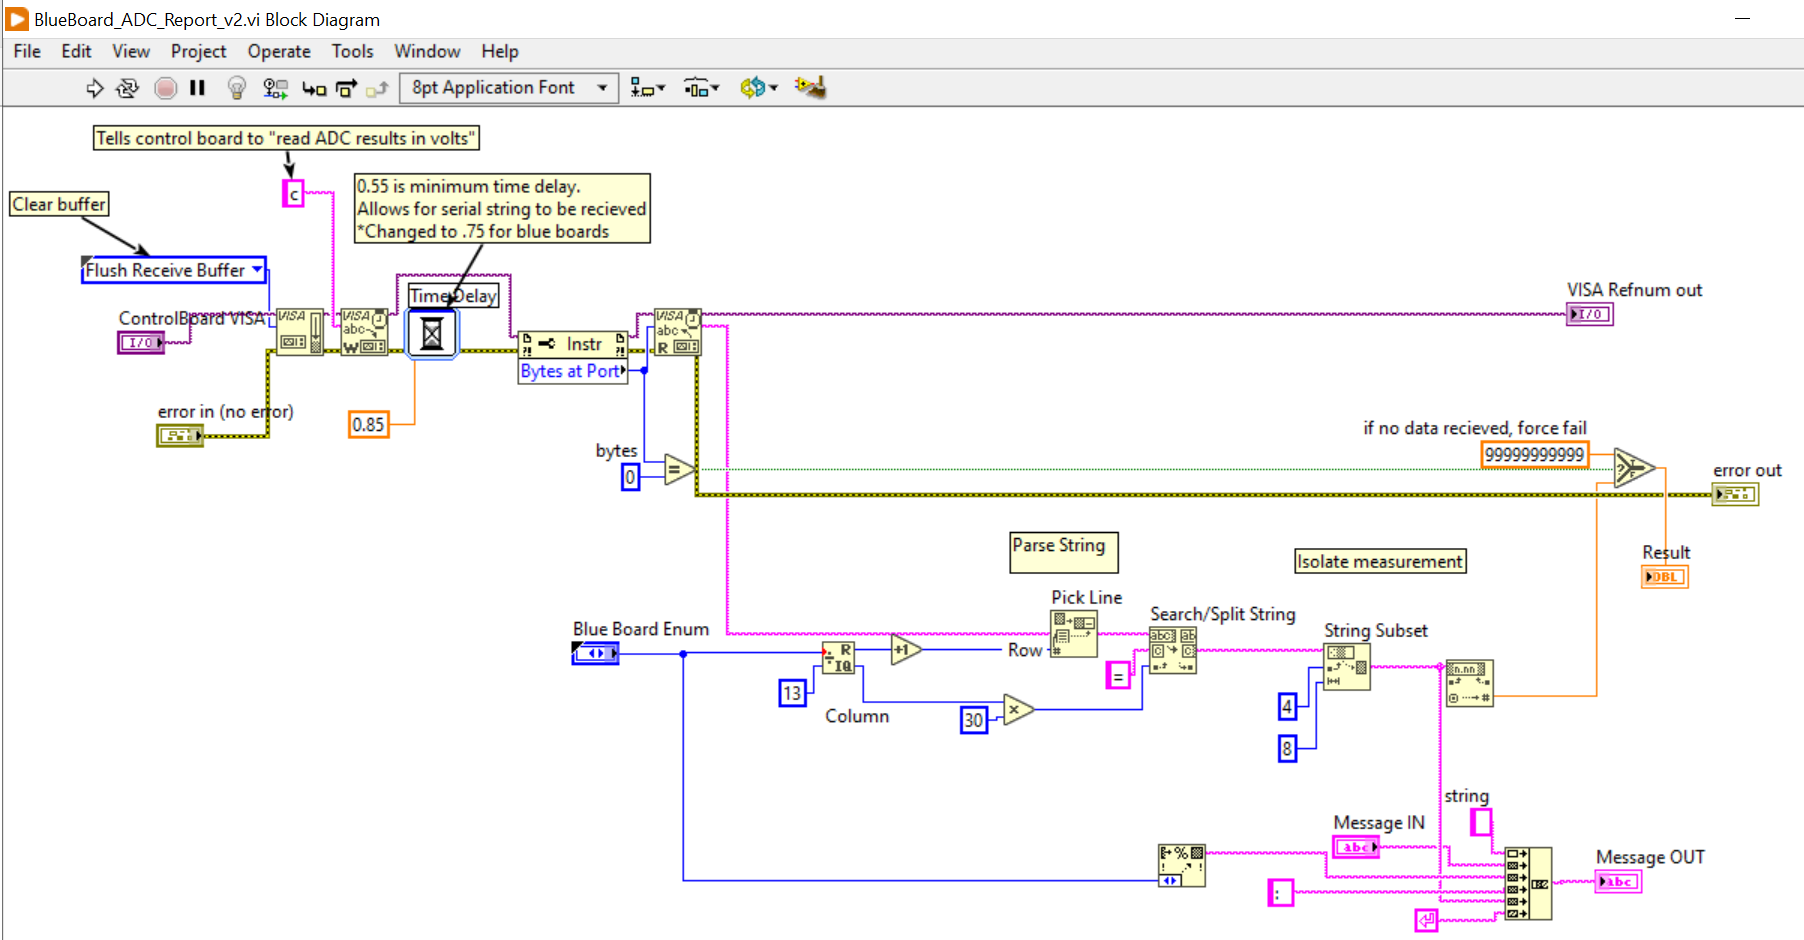 BlueBoard_ADC_Report_v2.vi Block Diagram
File Edit View Project Operate Tools Window Help
8pt Application Font
Tells control board to "read ADC results in volts"
c
0.55 is minimum time delay.
Allows for serial string to be recieved
*Changed to .75 for blue boards
Clear buffer
Flush Receive Buffer
Time Delay
ControlBoard VISA
I/O
VISA
VISA
abc
W
Instr
Bytes at Port
VISA
abc
R
VISA Refnum out
I/O
error in (no error)
0.85
bytes
0
=
if no data recieved, force fail
99999999999
?
T
F
error out
Result
DBL
Parse String
Isolate measurement
Pick Line
#
Search/Split String
String Subset
Blue Board Enum
R
IQ
+1
Row
=
13
Column
30
x
4
8
n.nn
#
string
Message IN
abc
%
:
Message OUT
abc